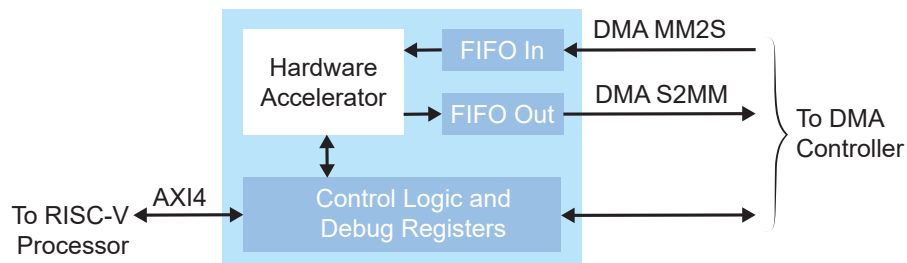 DMA MM2S
FIFO In
Hardware
Accelerator
DMA S2MM
FIFO Out
To DMA
Controller
AXI4
Control Logic and
Debug Registers
To RISC-V
Processor